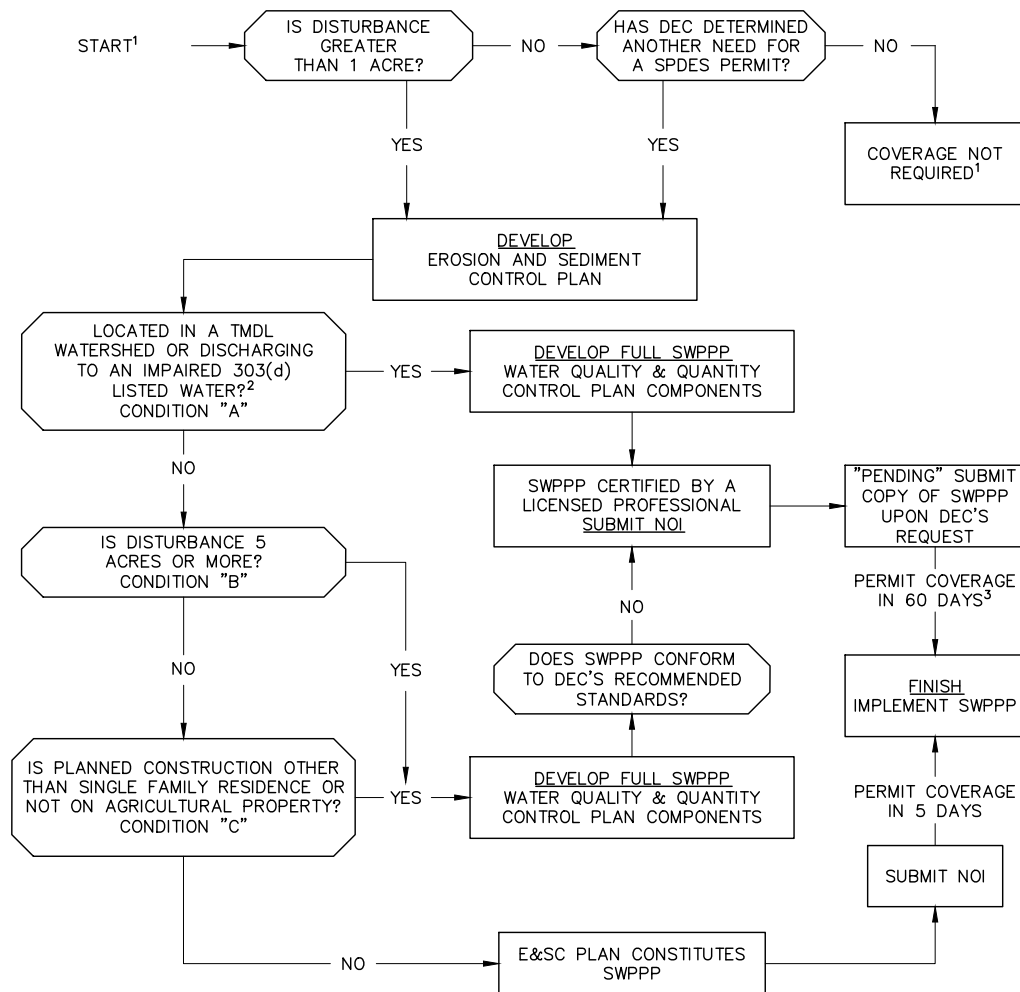 START¹
IS DISTURBANCE
GREATER
THAN 1 ACRE?
NO
HAS DEC DETERMINED
ANOTHER NEED FOR
A SPDES PERMIT?
NO
YES
YES
COVERAGE NOT
REQUIRED¹
DEVELOP
EROSION AND SEDIMENT
CONTROL PLAN
LOCATED IN A TMDL
WATERSHED OR DISCHARGING
TO AN IMPAIRED 303(d)
LISTED WATER?²
CONDITION "A"
YES
DEVELOP FULL SWPPP
WATER QUALITY & QUANTITY
CONTROL PLAN COMPONENTS
NO
SWPPP CERTIFIED BY A
LICENSED PROFESSIONAL
SUBMIT NOI
"PENDING" SUBMIT
COPY OF SWPPP
UPON DEC'S
REQUEST
IS DISTURBANCE 5
ACRES OR MORE?
CONDITION "B"
PERMIT COVERAGE
IN 60 DAYS³
NO
NO
YES
DOES SWPPP CONFORM
TO DEC'S RECOMMENDED
STANDARDS?
FINISH
IMPLEMENT SWPPP
IS PLANNED CONSTRUCTION OTHER
THAN SINGLE FAMILY RESIDENCE OR
NOT ON AGRICULTURAL PROPERTY?
CONDITION "C"
YES
DEVELOP FULL SWPPP
WATER QUALITY & QUANTITY
CONTROL PLAN COMPONENTS
PERMIT COVERAGE
IN 5 DAYS
SUBMIT NOI
NO
E&SC PLAN CONSTITUTES
SWPPP